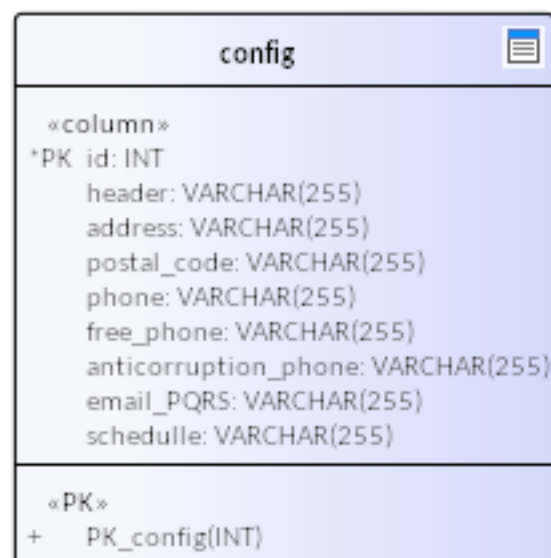 config
«column»
*PK id: INT
header: VARCHAR(255)
address: VARCHAR(255)
postal_code: VARCHAR(255)
phone: VARCHAR(255)
free_phone: VARCHAR(255)
anticorruption_phone: VARCHAR(255)
email_PQRS: VARCHAR(255)
schedulle: VARCHAR(255)
«PK»
+ PK_config(INT)